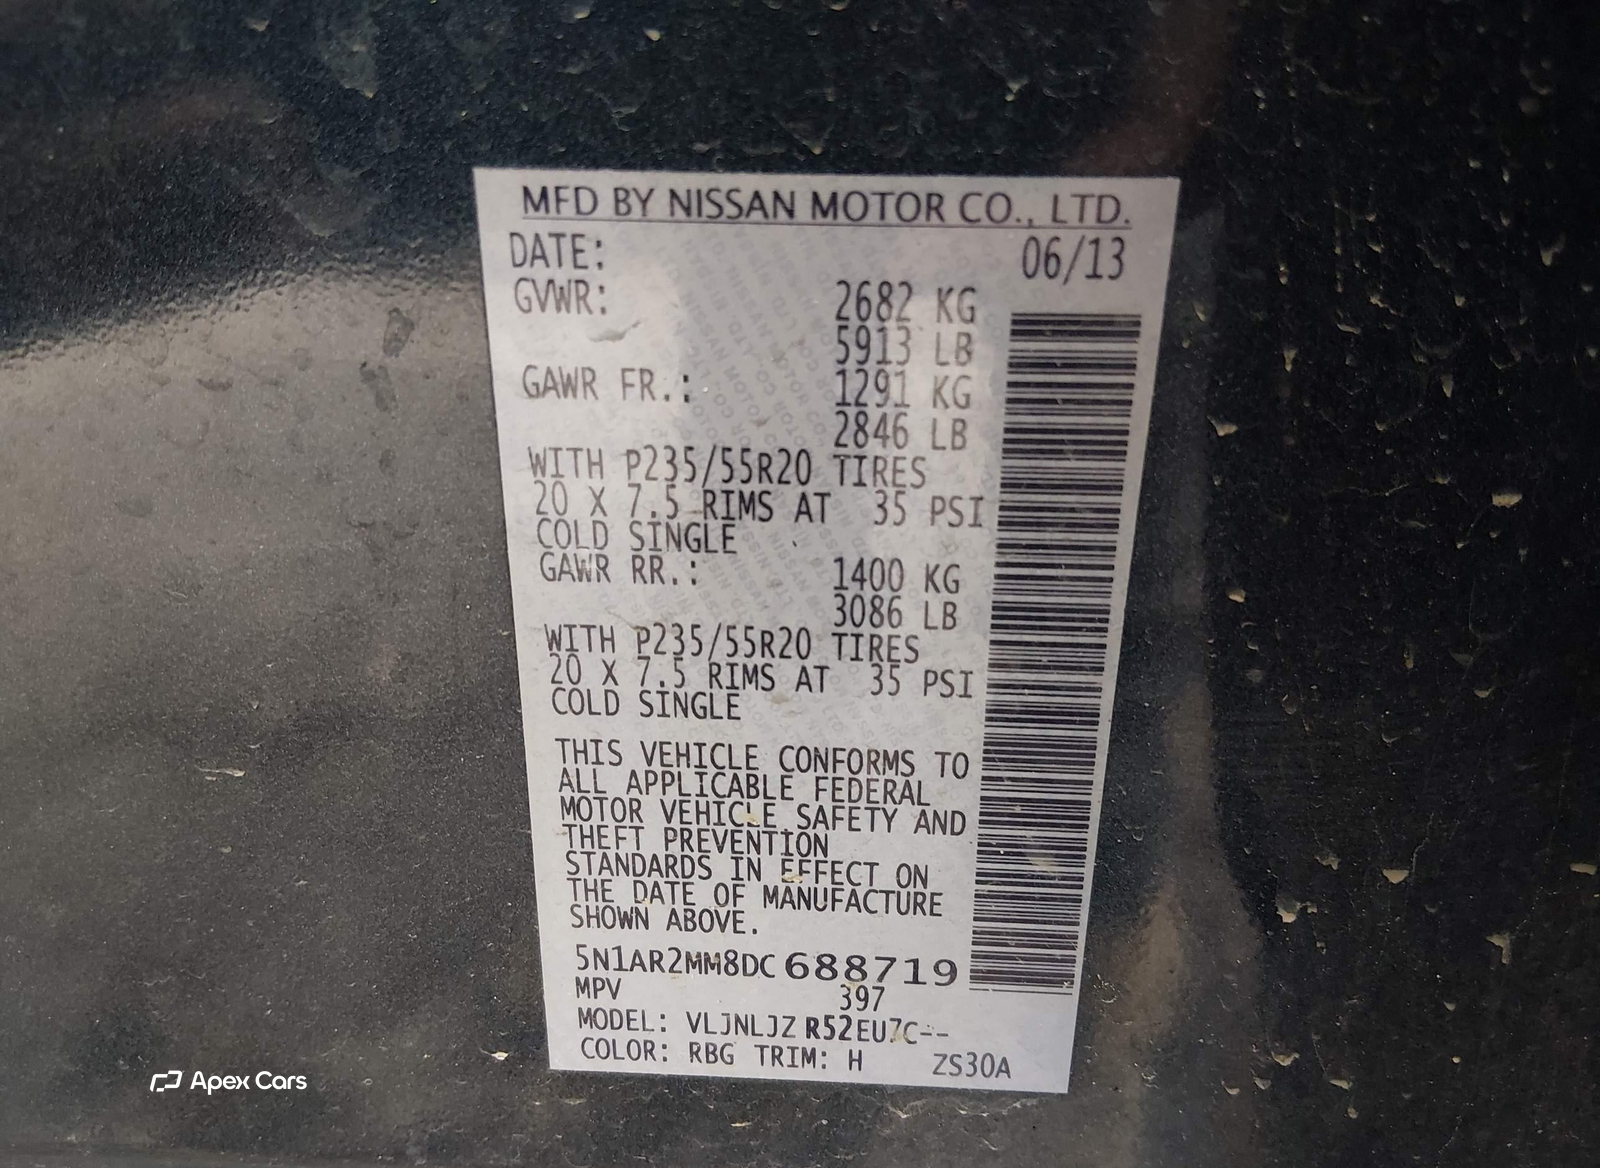 MFD BY NISSAN MOTOR CO., LTD.
DATE: 06/13
GVWR: 2682 KG
5913 LB
GAWR FR.: 1291 KG
2846 LB
WITH P235/55R20 TIRES
20 X 7.5 RIMS AT 35 PSI
COLD SINGLE
GAWR RR.: 1400 KG
3086 LB
WITH P235/55R20 TIRES
20 X 7.5 RIMS AT 35 PSI
COLD SINGLE
THIS VEHICLE CONFORMS TO
ALL APPLICABLE FEDERAL
MOTOR VEHICLE SAFETY AND
THEFT PREVENTION
STANDARDS IN EFFECT ON
THE DATE OF MANUFACTURE
SHOWN ABOVE.
5N1AR2MM8DC688719
MPV 397
MODEL: VLJNLJZ R52EU7C--
COLOR: RBG TRIM: H ZS30A
Apex Cars